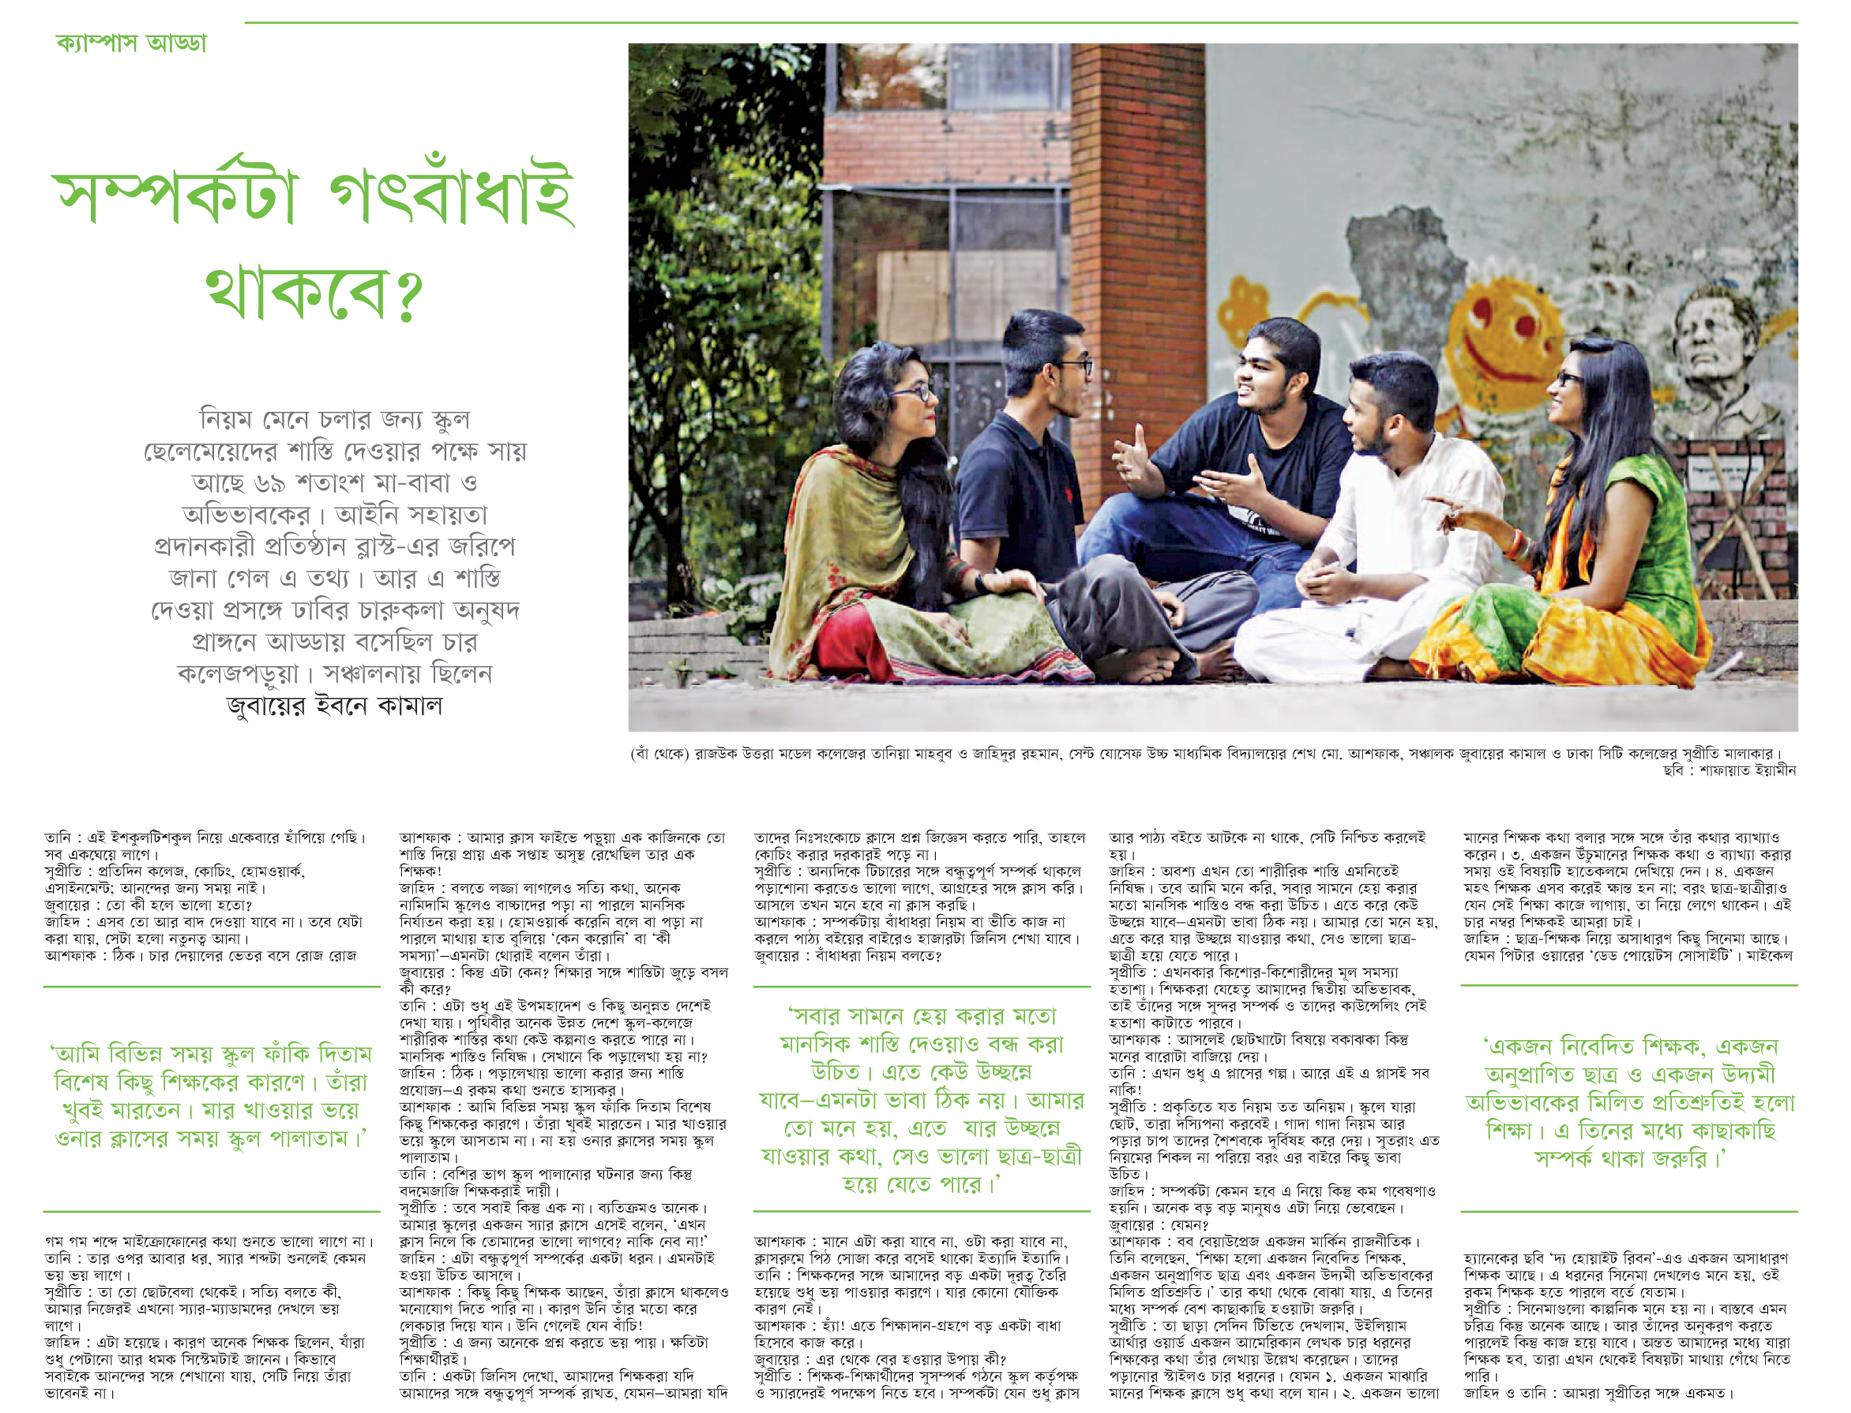 ক্যাম্পাস আড্ডা
সম্পর্কটা গৎবাঁধাই
থাকবে?
নিয়ম মেনে চলার জন্য স্কুল
ছেলেমেয়েদের শাস্তি দেওয়ার পক্ষে সায়
আছে ৬৯ শতাংশ মা-বাবা ও
অভিভাবকের। আইনি সহায়তা
প্রদানকারী প্রতিষ্ঠান ব্লাস্ট-এর জরিপে
জানা গেল এ তথ্য। আর এ শাস্তি
দেওয়া প্রসঙ্গে ঢাবির চারুকলা অনুষদ
প্রাঙ্গনে আড্ডায় বসেছিল চার
কলেজপড়ুয়া। সঞ্চালনায় ছিলেন
জুবায়ের ইবনে কামাল
(বাঁ থেকে) রাজউক উত্তরা মডেল কলেজের তানিয়া মাহবুব ও জাহিদুর রহমান, সেন্ট যোসেফ উচ্চ মাধ্যমিক বিদ্যালয়ের শেখ মো. আশফাক, সঞ্চালক জুবায়ের কামাল ও ঢাকা সিটি কলেজের সুপ্রীতি মালাকার।
ছবি : শাফায়াত ইয়ামীন
তানি : এই ইশকুলটিশকুল নিয়ে একেবারে হাঁপিয়ে গেছি।
সব একঘেয়ে লাগে।
সুপ্রীতি : প্রতিদিন কলেজ, কোচিং, হোমওয়ার্ক,
এসাইনমেন্ট; আনন্দের জন্য সময় নাই।
জুবায়ের : তো কী হলে ভালো হতো?
জাহিদ : এসব তো আর বাদ দেওয়া যাবে না। তবে যেটা
করা যায়, সেটা হলো নতুনত্ব আনা।
আশফাক : ঠিক। চার দেয়ালের ভেতর বসে রোজ রোজ
‘আমি বিভিন্ন সময় স্কুল ফাঁকি দিতাম
বিশেষ কিছু শিক্ষকের কারণে। তাঁরা
খুবই মারতেন। মার খাওয়ার ভয়ে
ওনার ক্লাসের সময় স্কুল পালাতাম।’
গম গম শব্দে মাইক্রোফোনের কথা শুনতে ভালো লাগে না।
তানি : তার ওপর আবার ধর, স্যার শব্দটা শুনলেই কেমন
ভয় ভয় লাগে।
সুপ্রীতি : তা তো ছোটবেলা থেকেই। সত্যি বলতে কী,
আমার নিজেরই এখনো স্যার-ম্যাডামদের দেখলে ভয়
লাগে।
জাহিদ : এটা হয়েছে। কারণ অনেক শিক্ষক ছিলেন, যাঁরা
শুধু পেটানো আর ধমক সিস্টেমটাই জানেন। কিভাবে
সবাইকে আনন্দের সঙ্গে শেখানো যায়, সেটি নিয়ে তাঁরা
ভাবেনই না।
আশফাক : আমার ক্লাস ফাইভে পড়ুয়া এক কাজিনকে তো
শাস্তি দিয়ে প্রায় এক সপ্তাহ অসুস্থ রেখেছিল তার এক
শিক্ষক!
জাহিদ : বলতে লজ্জা লাগলেও সত্যি কথা, অনেক
নামিদামি স্কুলেও বাচ্চাদের পড়া না পারলে মানসিক
নির্যাতন করা হয়। হোমওয়ার্ক করেনি বলে বা পড়া না
পারলে মাথায় হাত বুলিয়ে ‘কেন করোনি’ বা ‘কী
সমস্যা’—এমনটা থোরাই বলেন তাঁরা।
জুবায়ের : কিন্তু এটা কেন? শিক্ষার সঙ্গে শাস্তিটা জুড়ে বসল
কী করে?
তানি : এটা শুধু এই উপমহাদেশ ও কিছু অনুন্নত দেশেই
দেখা যায়। পৃথিবীর অনেক উন্নত দেশে স্কুল-কলেজে
শারীরিক শাস্তির কথা কেউ কল্পনাও করতে পারে না।
মানসিক শাস্তিও নিষিদ্ধ। সেখানে কি পড়ালেখা হয় না?
জাহিন : ঠিক। পড়ালেখায় ভালো করার জন্য শাস্তি
প্রযোজ্য—এ রকম কথা শুনতে হাস্যকর।
আশফাক : আমি বিভিন্ন সময় স্কুল ফাঁকি দিতাম বিশেষ
কিছু শিক্ষকের কারণে। তাঁরা খুবই মারতেন। মার খাওয়ার
ভয়ে স্কুলে আসতাম না। না হয় ওনার ক্লাসের সময় স্কুল
পালাতাম।
তানি : বেশির ভাগ স্কুল পালানোর ঘটনার জন্য কিন্তু
বদমেজাজি শিক্ষকরাই দায়ী।
সুপ্রীতি : তবে সবাই কিন্তু এক না। ব্যতিক্রমও অনেক।
আমার স্কুলের একজন স্যার ক্লাসে এসেই বলেন, ‘এখন
ক্লাস নিলে কি তোমাদের ভালো লাগবে? নাকি নেব না!’
জাহিন : এটা বন্ধুত্বপূর্ণ সম্পর্কের একটা ধরন। এমনটাই
হওয়া উচিত আসলে।
আশফাক : কিছু কিছু শিক্ষক আছেন, তাঁরা ক্লাসে থাকলেও
মনোযোগ দিতে পারি না। কারণ উনি তাঁর মতো করে
লেকচার দিয়ে যান। উনি গেলেই যেন বাঁচি!
সুপ্রীতি : এ জন্য অনেকে প্রশ্ন করতে ভয় পায়। ক্ষতিটা
শিক্ষার্থীরই।
তানি : একটা জিনিস দেখো, আমাদের শিক্ষকরা যদি
আমাদের সঙ্গে বন্ধুত্বপূর্ণ সম্পর্ক রাখত, যেমন—আমরা যদি
তাদের নিঃসংকোচে ক্লাসে প্রশ্ন জিজ্ঞেস করতে পারি, তাহলে
কোচিং করার দরকারই পড়ে না।
সুপ্রীতি : অন্যদিকে টিচারের সঙ্গে বন্ধুত্বপূর্ণ সম্পর্ক থাকলে
পড়াশোনা করতেও ভালো লাগে, আগ্রহের সঙ্গে ক্লাস করি।
আসলে তখন মনে হবে না ক্লাস করছি।
আশফাক : সম্পর্কটায় বাঁধাধরা নিয়ম বা ভীতি কাজ না
করলে পাঠ্য বইয়ের বাইরেও হাজারটা জিনিস শেখা যাবে।
জুবায়ের : বাঁধাধরা নিয়ম বলতে?
‘সবার সামনে হেয় করার মতো
মানসিক শাস্তি দেওয়াও বন্ধ করা
উচিত। এতে কেউ উচ্ছন্নে
যাবে—এমনটা ভাবা ঠিক নয়। আমার
তো মনে হয়, এতে যার উচ্ছন্নে
যাওয়ার কথা, সেও ভালো ছাত্র-ছাত্রী
হয়ে যেতে পারে।’
আশফাক : মানে এটা করা যাবে না, ওটা করা যাবে না,
ক্লাসরুমে পিঠ সোজা করে বসেই থাকো ইত্যাদি ইত্যাদি।
তানি : শিক্ষকদের সঙ্গে আমাদের বড় একটা দূরত্ব তৈরি
হয়েছে শুধু ভয় পাওয়ার কারণে। যার কোনো যৌক্তিক
কারণ নেই।
আশফাক : হ্যাঁ! এতে শিক্ষাদান-গ্রহণে বড় একটা বাধা
হিসেবে কাজ করে।
জুবায়ের : এর থেকে বের হওয়ার উপায় কী?
সুপ্রীতি : শিক্ষক-শিক্ষার্থীদের সুসম্পর্ক গঠনে স্কুল কর্তৃপক্ষ
ও স্যারদেরই পদক্ষেপ নিতে হবে। সম্পর্কটা যেন শুধু ক্লাস
আর পাঠ্য বইতে আটকে না থাকে, সেটি নিশ্চিত করলেই
হয়।
জাহিন : অবশ্য এখন তো শারীরিক শাস্তি এমনিতেই
নিষিদ্ধ। তবে আমি মনে করি, সবার সামনে হেয় করার
মতো মানসিক শাস্তিও বন্ধ করা উচিত। এতে করে কেউ
উচ্ছন্নে যাবে—এমনটা ভাবা ঠিক নয়। আমার তো মনে হয়,
এতে করে যার উচ্ছন্নে যাওয়ার কথা, সেও ভালো ছাত্র-
ছাত্রী হয়ে যেতে পারে।
সুপ্রীতি : এখনকার কিশোর-কিশোরীদের মূল সমস্যা
হতাশা। শিক্ষকরা যেহেতু আমাদের দ্বিতীয় অভিভাবক,
তাই তাঁদের সঙ্গে সুন্দর সম্পর্ক ও তাদের কাউন্সেলিং সেই
হতাশা কাটাতে পারবে।
আশফাক : আসলেই ছোটখাটো বিষয়ে বকাঝকা কিন্তু
মনের বারোটা বাজিয়ে দেয়।
তানি : এখন শুধু এ প্লাসের গল্প। আরে এই এ প্লাসই সব
নাকি!
সুপ্রীতি : প্রকৃতিতে যত নিয়ম তত অনিয়ম। স্কুলে যারা
ছোট, তারা দস্যিপনা করবেই। গাদা গাদা নিয়ম আর
পড়ার চাপ তাদের শৈশবকে দুর্বিষহ করে দেয়। সুতরাং এত
নিয়মের শিকল না পরিয়ে বরং এর বাইরে কিছু ভাবা
উচিত।
জাহিদ : সম্পর্কটা কেমন হবে এ নিয়ে কিন্তু কম গবেষণাও
হয়নি। অনেক বড় বড় মানুষও এটা নিয়ে ভেবেছেন।
জুবায়ের : যেমন?
আশফাক : বব বেয়াউপ্রেজ একজন মার্কিন রাজনীতিক।
তিনি বলেছেন, ‘শিক্ষা হলো একজন নিবেদিত শিক্ষক,
একজন অনুপ্রাণিত ছাত্র এবং একজন উদ্যমী অভিভাবকের
মিলিত প্রতিশ্রুতি।’ তার কথা থেকে বোঝা যায়, এ তিনের
মধ্যে সম্পর্ক বেশ কাছাকাছি হওয়াটা জরুরি।
সুপ্রীতি : তা ছাড়া সেদিন টিভিতে দেখলাম, উইলিয়াম
আর্থার ওয়ার্ড একজন আমেরিকান লেখক চার ধরনের
শিক্ষকের কথা তাঁর লেখায় উল্লেখ করেছেন। তাদের
পড়ানোর স্টাইলও চার ধরনের। যেমন ১. একজন মাঝারি
মানের শিক্ষক ক্লাসে শুধু কথা বলে যান। ২. একজন ভালো
মানের শিক্ষক কথা বলার সঙ্গে সঙ্গে তাঁর কথার ব্যাখ্যাও
করেন। ৩. একজন উঁচুমানের শিক্ষক কথা ও ব্যাখ্যা করার
সময় ওই বিষয়টি হাতেকলমে দেখিয়ে দেন। ৪. একজন
মহৎ শিক্ষক এসব করেই ক্ষান্ত হন না; বরং ছাত্র-ছাত্রীরাও
যেন সেই শিক্ষা কাজে লাগায়, তা নিয়ে লেগে থাকেন। এই
চার নম্বর শিক্ষকই আমরা চাই।
জাহিদ : ছাত্র-শিক্ষক নিয়ে অসাধারণ কিছু সিনেমা আছে।
যেমন পিটার ওয়ারের ‘ডেড পোয়েটস সোসাইটি’। মাইকেল
‘একজন নিবেদিত শিক্ষক, একজন
অনুপ্রাণিত ছাত্র ও একজন উদ্যমী
অভিভাবকের মিলিত প্রতিশ্রুতিই হলো
শিক্ষা। এ তিনের মধ্যে কাছাকাছি
সম্পর্ক থাকা জরুরি।’
হ্যানেকের ছবি ‘দ্য হোয়াইট রিবন’-এও একজন অসাধারণ
শিক্ষক আছে। এ ধরনের সিনেমা দেখলেও মনে হয়, ওই
রকম শিক্ষক হতে পারলে বর্তে যেতাম।
সুপ্রীতি : সিনেমাগুলো কাল্পনিক মনে হয় না। বাস্তবে এমন
চরিত্র কিন্তু অনেক আছে। আর তাঁদের অনুকরণ করতে
পারলেই কিন্তু কাজ হয়ে যাবে। অন্তত আমাদের মধ্যে যারা
শিক্ষক হব, তারা এখন থেকেই বিষয়টা মাথায় গেঁথে নিতে
পারি।
জাহিদ ও তানি : আমরা সুপ্রীতির সঙ্গে একমত।